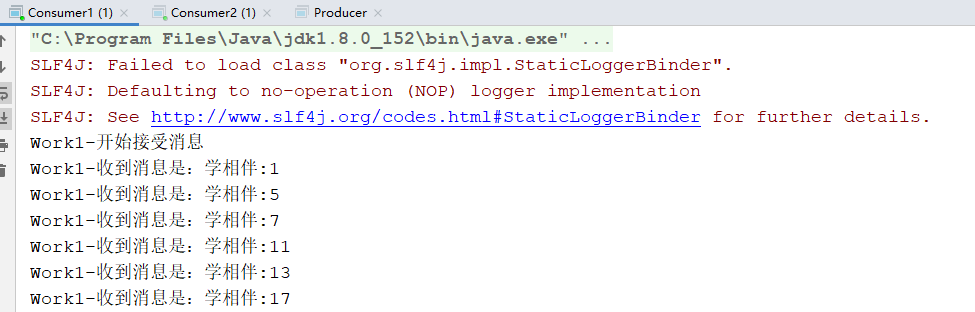 Consumer1 (1) × Consumer2 (1) × Producer ×
"C:\Program Files\Java\jdk1.8.0_152\bin\java.exe" ...
SLF4J: Failed to load class "org.slf4j.impl.StaticLoggerBinder".
SLF4J: Defaulting to no-operation (NOP) logger implementation
SLF4J: See http://www.slf4j.org/codes.html#StaticLoggerBinder for further details.
Work1-开始接受消息
Work1-收到消息是：学相伴:1
Work1-收到消息是：学相伴:5
Work1-收到消息是：学相伴:7
Work1-收到消息是：学相伴:11
Work1-收到消息是：学相伴:13
Work1-收到消息是：学相伴:17